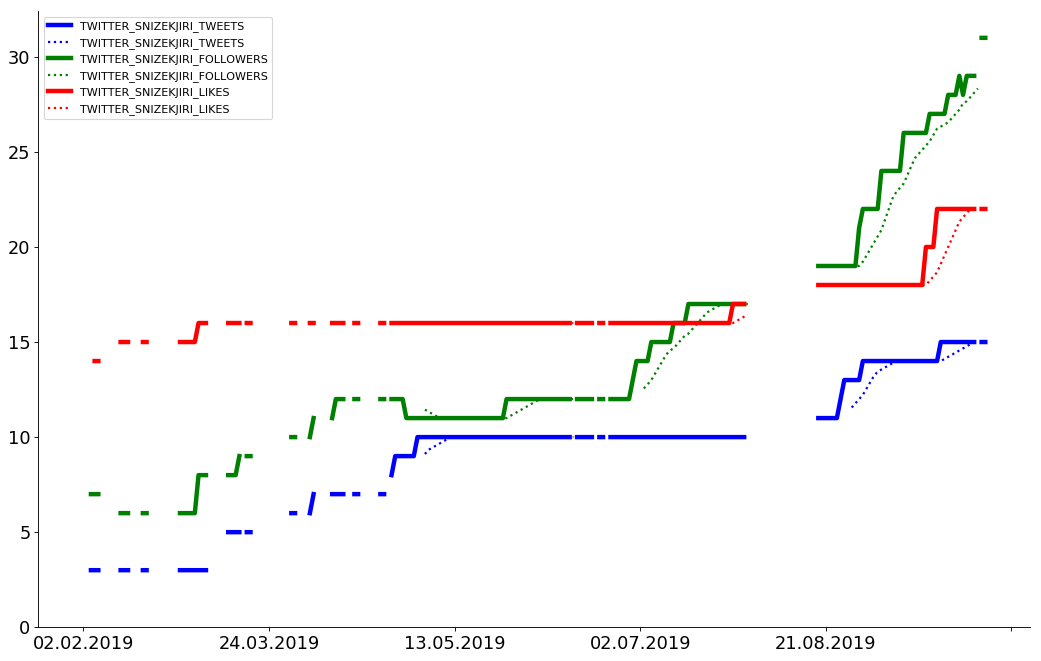 TWITTER_SNIZEKJIRI_TWEETS
TWITTER_SNIZEKJIRI_TWEETS
TWITTER_SNIZEKJIRI_FOLLOWERS
TWITTER_SNIZEKJIRI_FOLLOWERS
TWITTER_SNIZEKJIRI_LIKES
TWITTER_SNIZEKJIRI_LIKES
30
25
20
15
10
5
0
02.02.2019 24.03.2019 13.05.2019 02.07.2019 21.08.2019